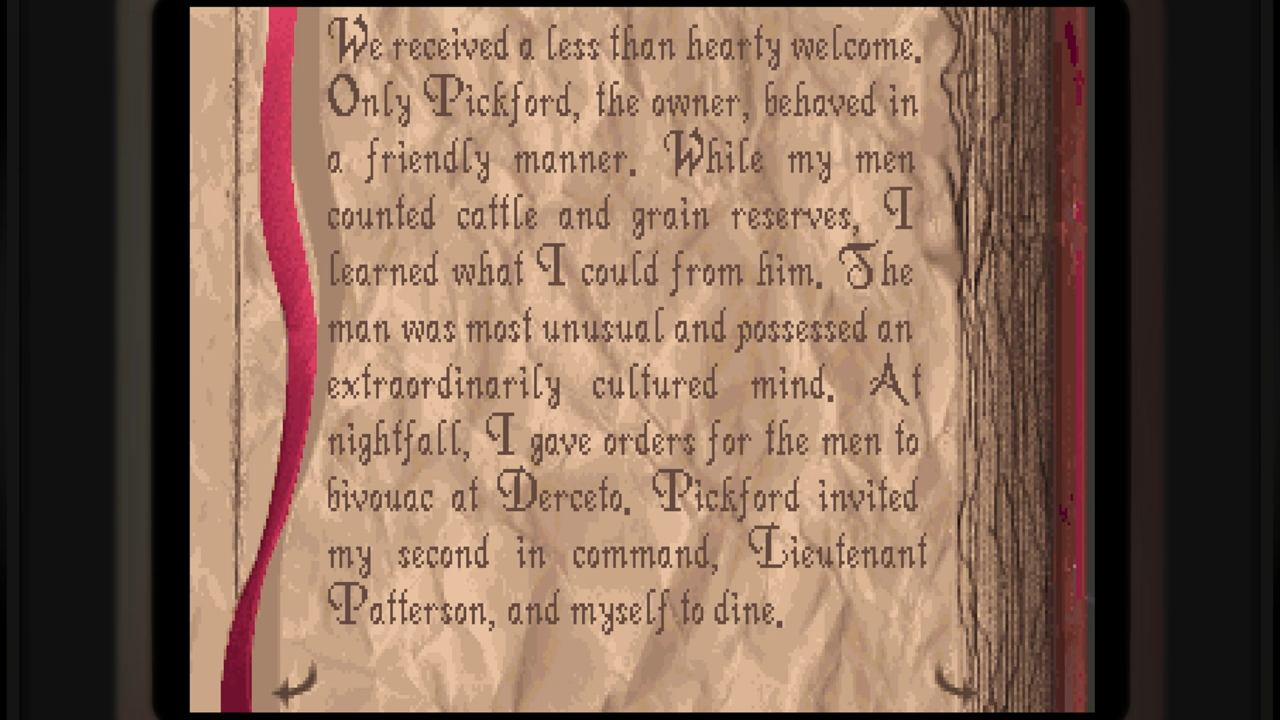 We received a less than hearty welcome.
Only Pickford, the owner, behaved in
a friendly manner. While my men
counted cattle and grain reserves, I
learned what I could from him. The
man was most unusual and possessed an
extraordinarily cultured mind. At
nightfall, I gave orders for the men to
bivouac at Derceto. Pickford invited
my second in command, Lieutenant
Patterson, and myself to dine.